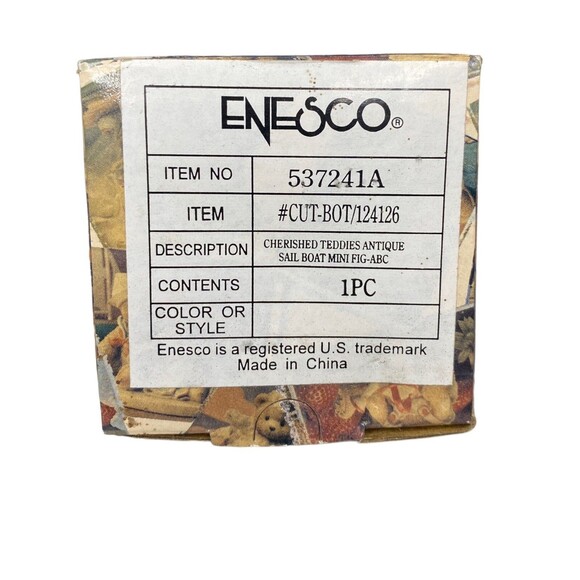 ENESCO®
ITEM NO 537241A
ITEM #CUT-BOT/124126
DESCRIPTION CHERISHED TEDDIES ANTIQUE
SAIL BOAT MINI FIG-ABC
CONTENTS 1PC
COLOR OR
STYLE
Enesco is a registered U.S. trademark
Made in China